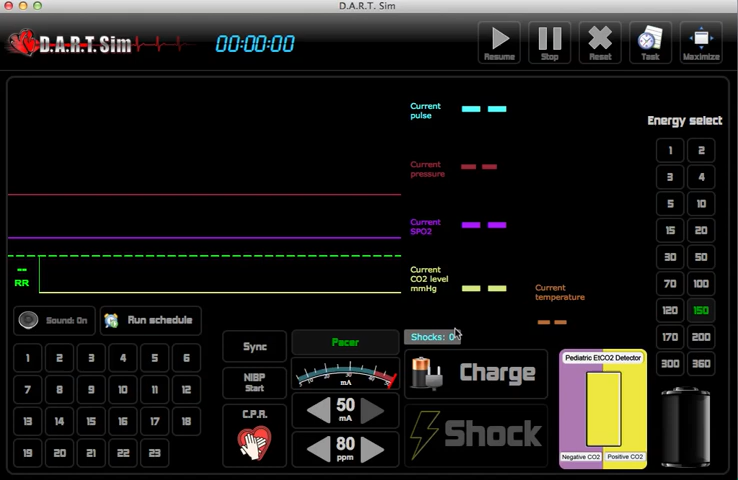 D.A.R.T. Sim
D.A.R.T. Sim
00:00:00
Resume
Stop
Reset
Task
Maximize
Current
pulse
-- --
Current
pressure
-- --
Current
SPO2
-- --
Current
CO2 level
mmHg
-- --
Current
temperature
-- --
--
RR
Energy select
1 2
3 4
5 10
15 20
30 50
70 100
120 150
170 200
300 360
Sound: On
Run schedule
1 2 3 4 5 6
7 8 9 10 11 12
13 14 15 16 17 18
19 20 21 22 23
Sync
NIBP
Start
C.P.R.
Pacer
mA
50
mA
80
ppm
Shocks: 0
Charge
Shock
Pediatric EtCO2 Detector
Negative CO2
Positive CO2